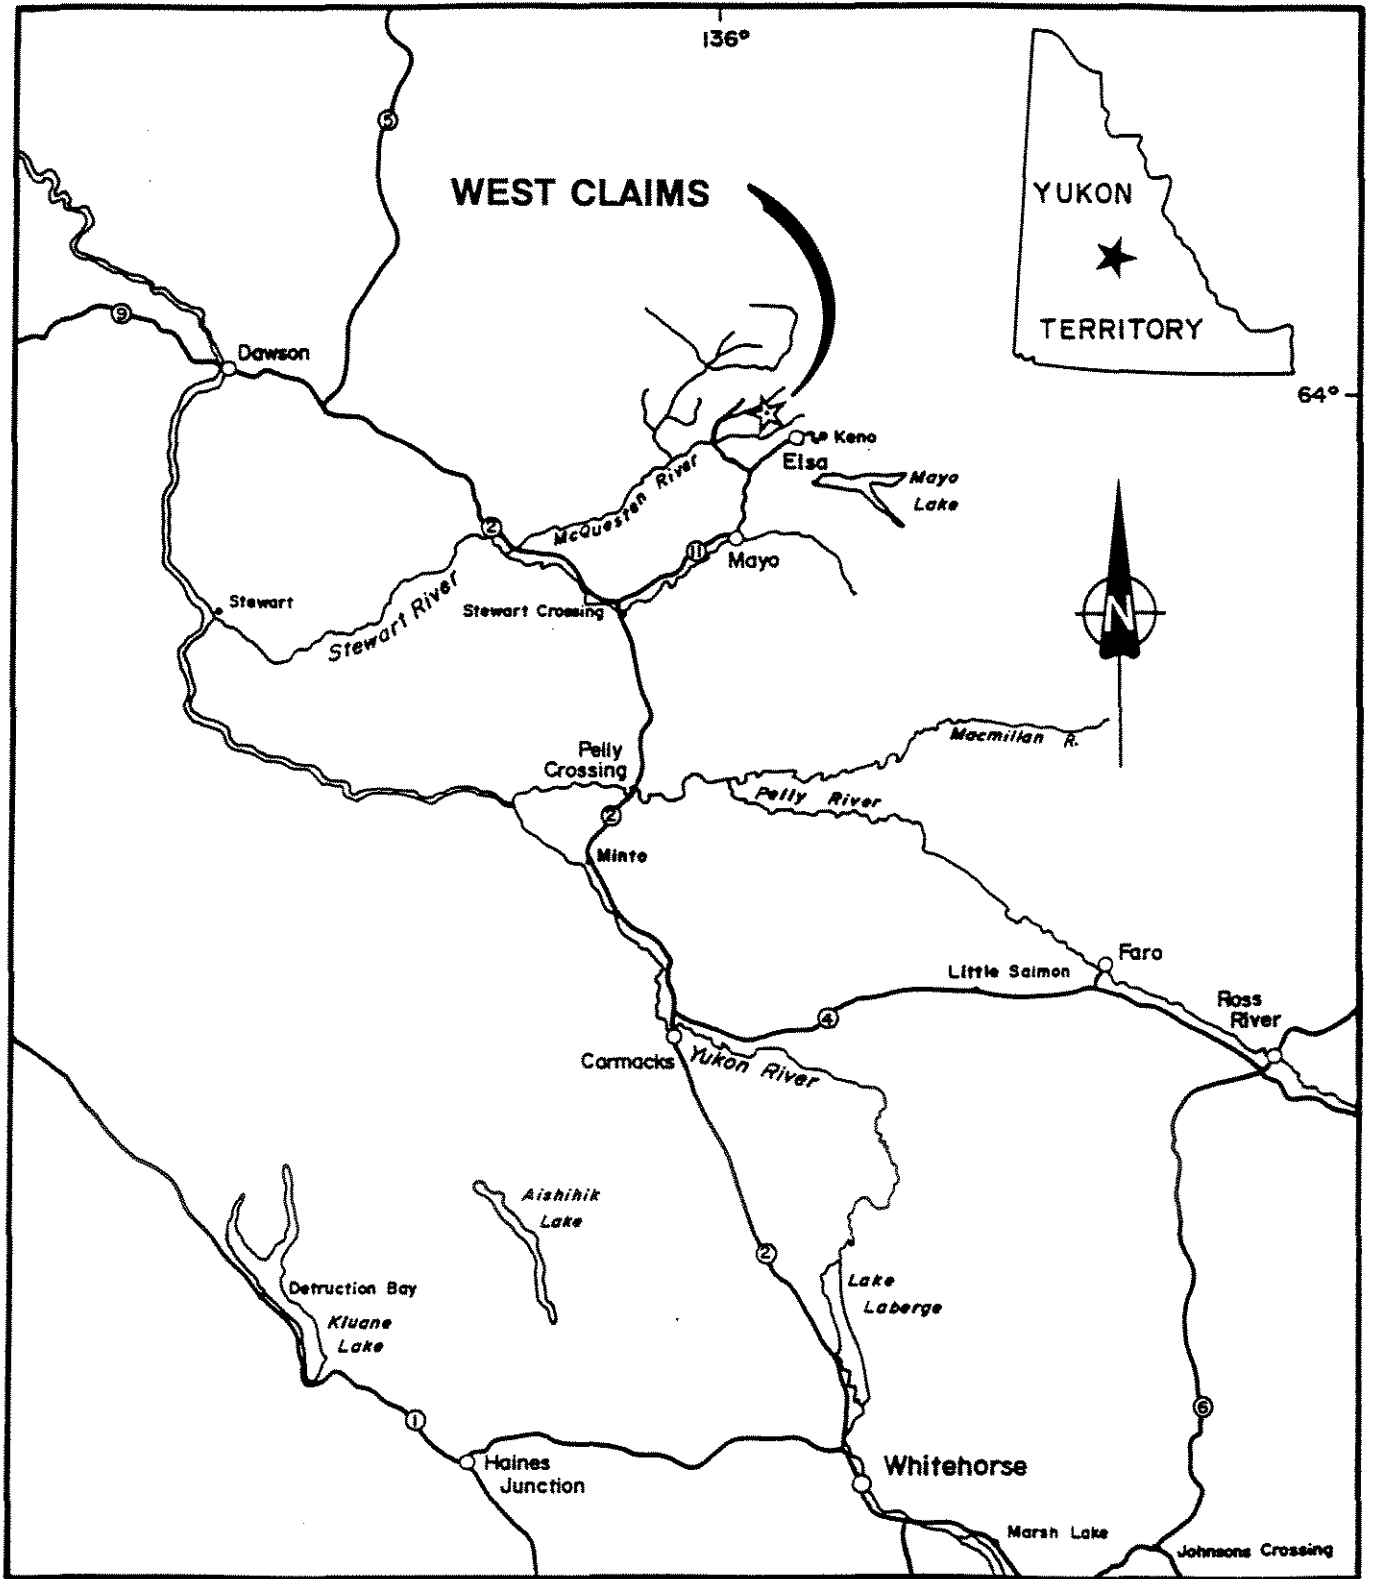 136°
5
WEST CLAIMS
YUKON
TERRITORY
9
Dawson
64°
Keno
Elsa
Mayo
Lake
McQuesten River
2
11
Mayo
Stewart
Stewart River
Stewart Crossing
N
Macmillan R.
Pelly
Crossing
Pelly River
2
Minto
Faro
Little Salmon
Ross
River
4
Carmacks
Yukon River
Aishihik
Lake
2
Lake
Laberge
Detruction Bay
Kluane
Lake
6
1
Haines
Junction
Whitehorse
Marsh Lake
Johnsons Crossing